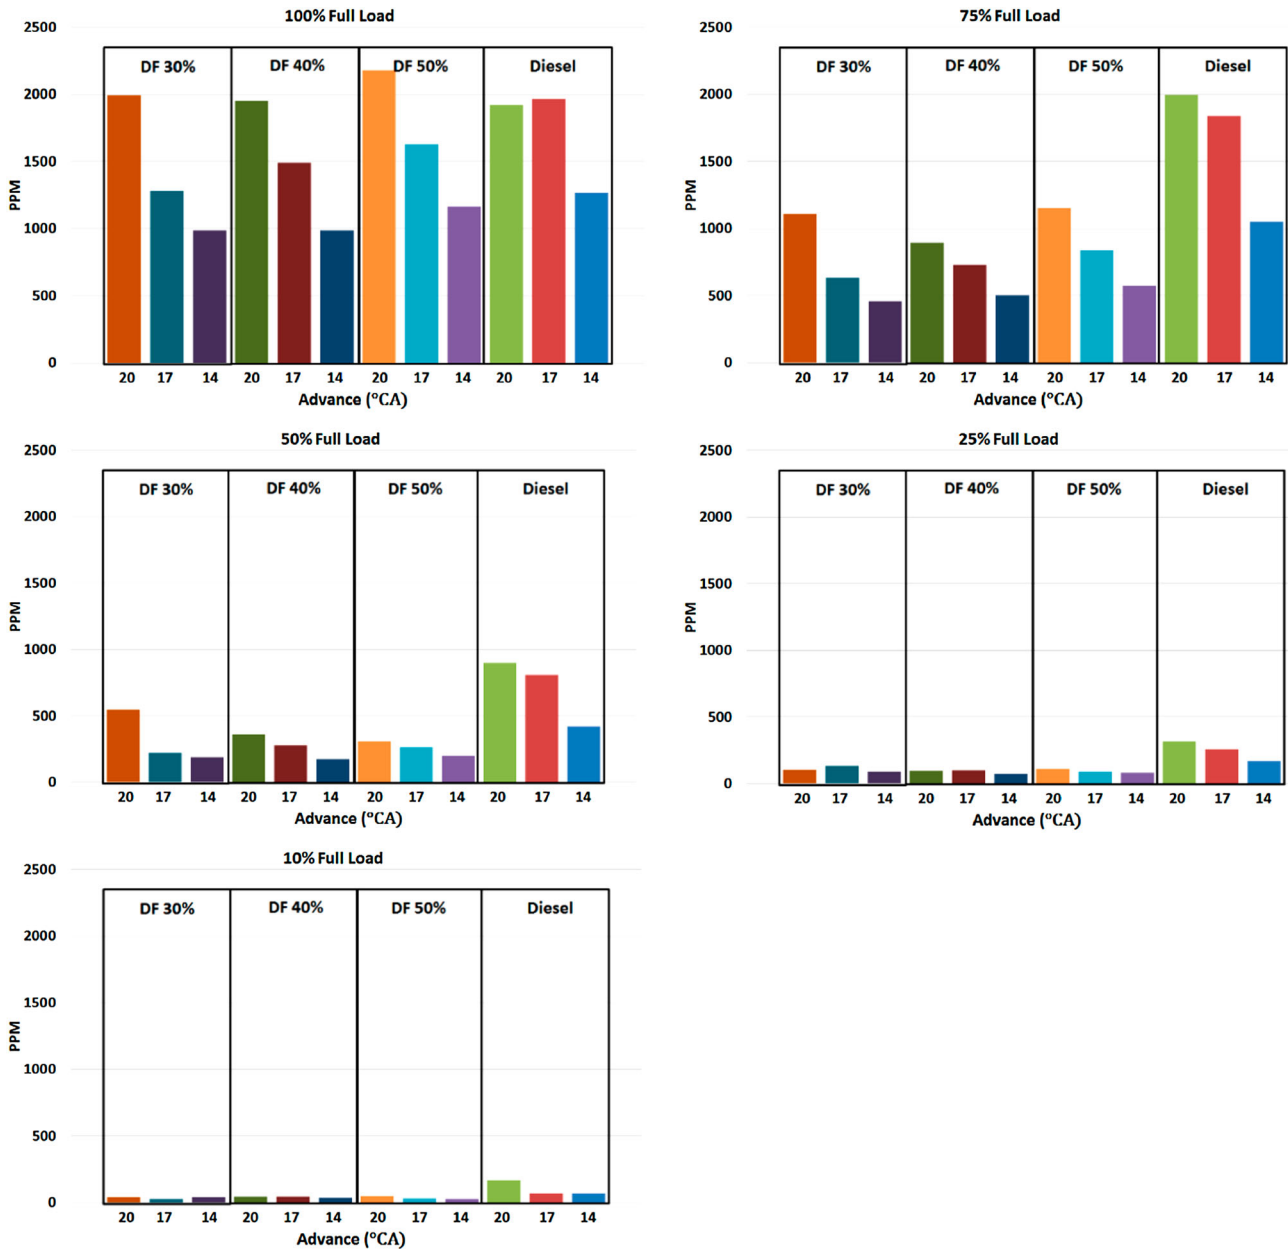 100% Full Load
2500
2000
1500
1000
500
0
PPM
DF 30%
DF 40%
DF 50%
Diesel
20 17 14 20 17 14 20 17 14 20 17 14
Advance (°CA)
75% Full Load
2500
2000
1500
1000
500
0
PPM
DF 30%
DF 40%
DF 50%
Diesel
20 17 14 20 17 14 20 17 14 20 17 14
Advance (°CA)
50% Full Load
2500
2000
1500
1000
500
0
PPM
DF 30%
DF 40%
DF 50%
Diesel
20 17 14 20 17 14 20 17 14 20 17 14
Advance (°CA)
25% Full Load
2500
2000
1500
1000
500
0
PPM
DF 30%
DF 40%
DF 50%
Diesel
20 17 14 20 17 14 20 17 14 20 17 14
Advance (°CA)
10% Full Load
2500
2000
1500
1000
500
0
PPM
DF 30%
DF 40%
DF 50%
Diesel
20 17 14 20 17 14 20 17 14 20 17 14
Advance (°CA)